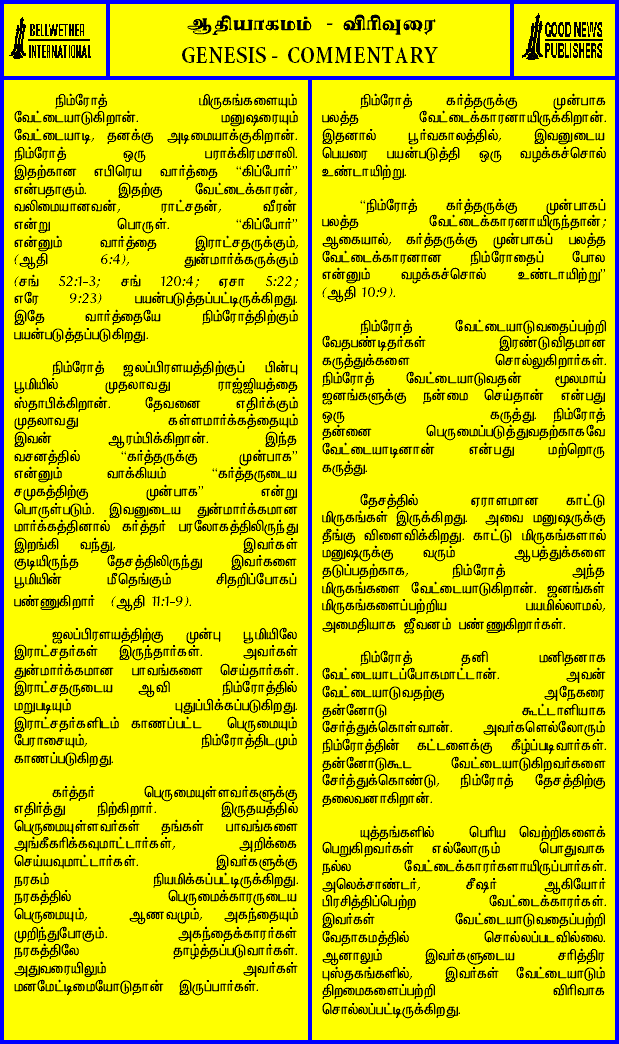 BELLWETHER
INTERNATIONAL
ஆதியாகமம் - விரிவுரை
GENESIS - COMMENTARY
GOOD NEWS
PUBLISHERS
நிம்ரோத் மிருகங்களையும்
வேட்டையாடுகிறான். மனுஷரையும்
வேட்டையாடி, தனக்கு அடிமையாக்குகிறான்.
நிம்ரோத் ஒரு பராக்கிரமசாலி.
இதற்கான எபிரெய வார்த்தை “கிப்போர்”
என்பதாகும். இதற்கு வேட்டைக்காரன்,
வலிமையானவன், ராட்சதன், வீரன்
என்று பொருள். “கிப்போர்”
என்னும் வார்த்தை இராட்சதருக்கும்,
(ஆதி 6:4), துன்மார்க்கருக்கும்
(சங் 52:1-3; சங் 120:4; ஏசா 5:22;
எரே 9:23) பயன்படுத்தப்பட்டிருக்கிறது.
இதே வார்த்தையே நிம்ரோத்திற்கும்
பயன்படுத்தப்படுகிறது.
நிம்ரோத் ஜலப்பிரளயத்திற்குப் பின்பு
பூமியில் முதலாவது ராஜ்ஜியத்தை
ஸ்தாபிக்கிறான். தேவனை எதிர்க்கும்
முதலாவது கள்ளமார்க்கத்தையும்
இவன் ஆரம்பிக்கிறான். இந்த
வசனத்தில் “கர்த்தருக்கு முன்பாக”
என்னும் வாக்கியம் “கர்த்தருடைய
சமுகத்திற்கு முன்பாக” என்று
பொருள்படும். இவனுடைய துன்மார்க்கமான
மார்க்கத்தினால் கர்த்தர் பரலோகத்திலிருந்து
இறங்கி வந்து, இவர்கள்
குடியிருந்த தேசத்திலிருந்து இவர்களை
பூமியின் மீதெங்கும் சிதறிப்போகப்
பண்ணுகிறார் (ஆதி 11:1-9).
ஜலப்பிரளயத்திற்கு முன்பு பூமியிலே
இராட்சதர்கள் இருந்தார்கள். அவர்கள்
துன்மார்க்கமான பாவங்களை செய்தார்கள்.
இராட்சதருடைய ஆவி நிம்ரோத்தில்
மறுபடியும் புதுப்பிக்கப்படுகிறது.
இராட்சதர்களிடம் காணப்பட்ட பெருமையும்
பேராசையும், நிம்ரோத்திடமும்
காணப்படுகிறது.
கர்த்தர் பெருமையுள்ளவர்களுக்கு
எதிர்த்து நிற்கிறார். இருதயத்தில்
பெருமையுள்ளவர்கள் தங்கள் பாவங்களை
அங்கீகரிக்கவுமாட்டார்கள், அறிக்கை
செய்யவுமாட்டார்கள். இவர்களுக்கு
நரகம் நியமிக்கப்பட்டிருக்கிறது.
நரகத்தில் பெருமைக்காரருடைய
பெருமையும், ஆணவமும், அகந்தையும்
முறிந்துபோகும். அகந்தைக்காரர்கள்
நரகத்திலே தாழ்த்தப்படுவார்கள்.
அதுவரையிலும் அவர்கள்
மனமேட்டிமையோடுதான் இருப்பார்கள்.
நிம்ரோத் கர்த்தருக்கு முன்பாக
பலத்த வேட்டைக்காரனாயிருக்கிறான்.
இதனால் பூர்வகாலத்தில், இவனுடைய
பெயரை பயன்படுத்தி ஒரு வழக்கச்சொல்
உண்டாயிற்று.
“நிம்ரோத் கர்த்தருக்கு முன்பாகப்
பலத்த வேட்டைக்காரனாயிருந்தான்;
ஆகையால், கர்த்தருக்கு முன்பாகப் பலத்த
வேட்டைக்காரனான நிம்ரோதைப் போல
என்னும் வழக்கச்சொல் உண்டாயிற்று”
(ஆதி 10:9).
நிம்ரோத் வேட்டையாடுவதைப்பற்றி
வேதபண்டிதர்கள் இரண்டுவிதமான
கருத்துக்களை சொல்லுகிறார்கள்.
நிம்ரோத் வேட்டையாடுவதன் மூலமாய்
ஜனங்களுக்கு நன்மை செய்தான் என்பது
ஒரு கருத்து. நிம்ரோத்
தன்னை பெருமைப்படுத்துவதற்காகவே
வேட்டையாடினான் என்பது மற்றொரு
கருத்து.
தேசத்தில் ஏராளமான காட்டு
மிருகங்கள் இருக்கிறது. அவை மனுஷருக்கு
தீங்கு விளைவிக்கிறது. காட்டு மிருகங்களால்
மனுஷருக்கு வரும் ஆபத்துக்களை
தடுப்பதற்காக, நிம்ரோத் அந்த
மிருகங்களை வேட்டையாடுகிறான். ஜனங்கள்
மிருகங்களைப்பற்றிய பயமில்லாமல்,
அமைதியாக ஜீவனம் பண்ணுகிறார்கள்.
நிம்ரோத் தனி மனிதனாக
வேட்டையாடப்போகமாட்டான். அவன்
வேட்டையாடுவதற்கு அநேகரை
தன்னோடு கூட்டாளியாக
சேர்த்துக்கொள்வான். அவர்களெல்லோரும்
நிம்ரோத்தின் கட்டளைக்கு கீழ்ப்படிவார்கள்.
தன்னோடுகூட வேட்டையாடுகிறவர்களை
சேர்த்துக்கொண்டு, நிம்ரோத் தேசத்திற்கு
தலைவனாகிறான்.
யுத்தங்களில் பெரிய வெற்றிகளைக்
பெறுகிறவர்கள் எல்லோரும் பொதுவாக
நல்ல வேட்டைக்காரர்களாயிருப்பார்கள்.
அலெக்சாண்டர், சீஷர் ஆகியோர்
பிரசித்திப்பெற்ற வேட்டைக்காரர்கள்.
இவர்கள் வேட்டையாடுவதைப்பற்றி
வேதாகமத்தில் சொல்லப்படவில்லை.
ஆனாலும் இவர்களுடைய சரித்திர
புஸ்தகங்களில், இவர்கள் வேட்டையாடும்
திறமைகளைப்பற்றி விரிவாக
சொல்லப்பட்டிருக்கிறது.